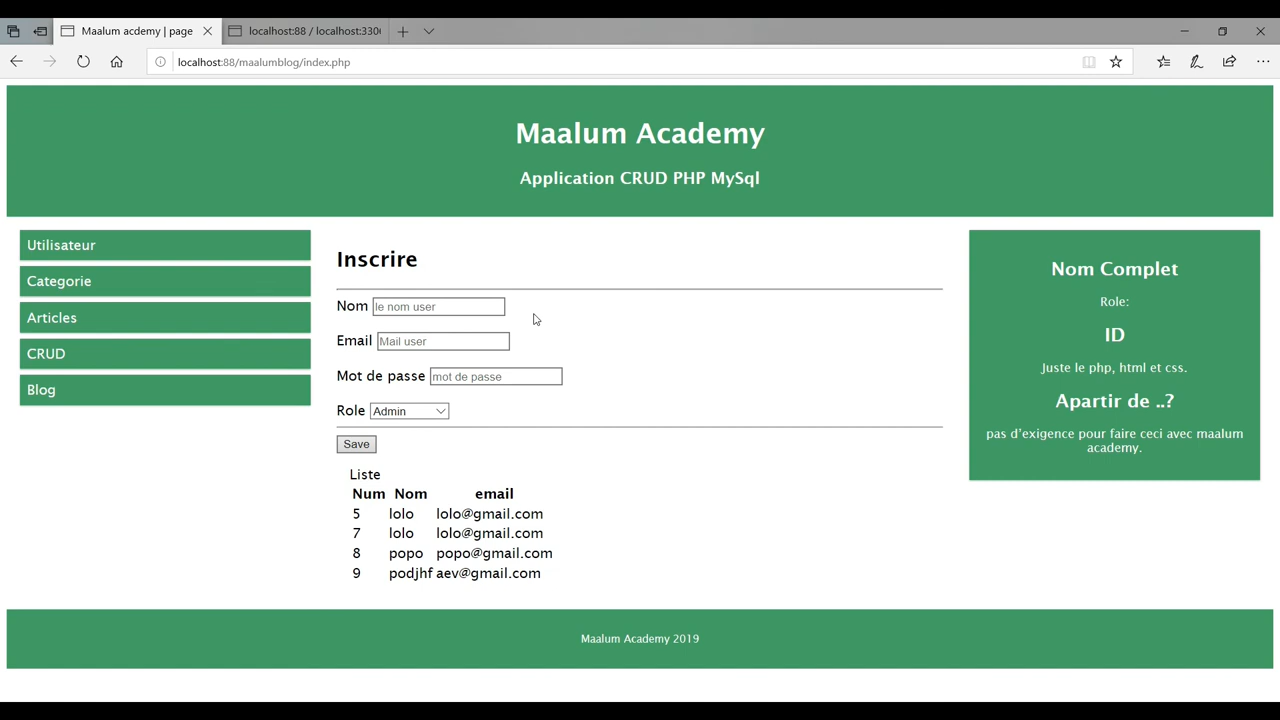 Maalum acdemy | page
localhost:88 / localhost:330
localhost:88/maalumblog/index.php
Maalum Academy
Application CRUD PHP MySql
Utilisateur
Categorie
Articles
CRUD
Blog
Inscrire
Nom le nom user
Email Mail user
Mot de passe mot de passe
Role Admin
Save
Liste
Num Nom email
5 lolo lolo@gmail.com
7 lolo lolo@gmail.com
8 popo popo@gmail.com
9 podjhf aev@gmail.com
Nom Complet
Role:
ID
Juste le php, html et css.
Apartir de ..?
pas d'exigence pour faire ceci avec maalum
academy.
Maalum Academy 2019